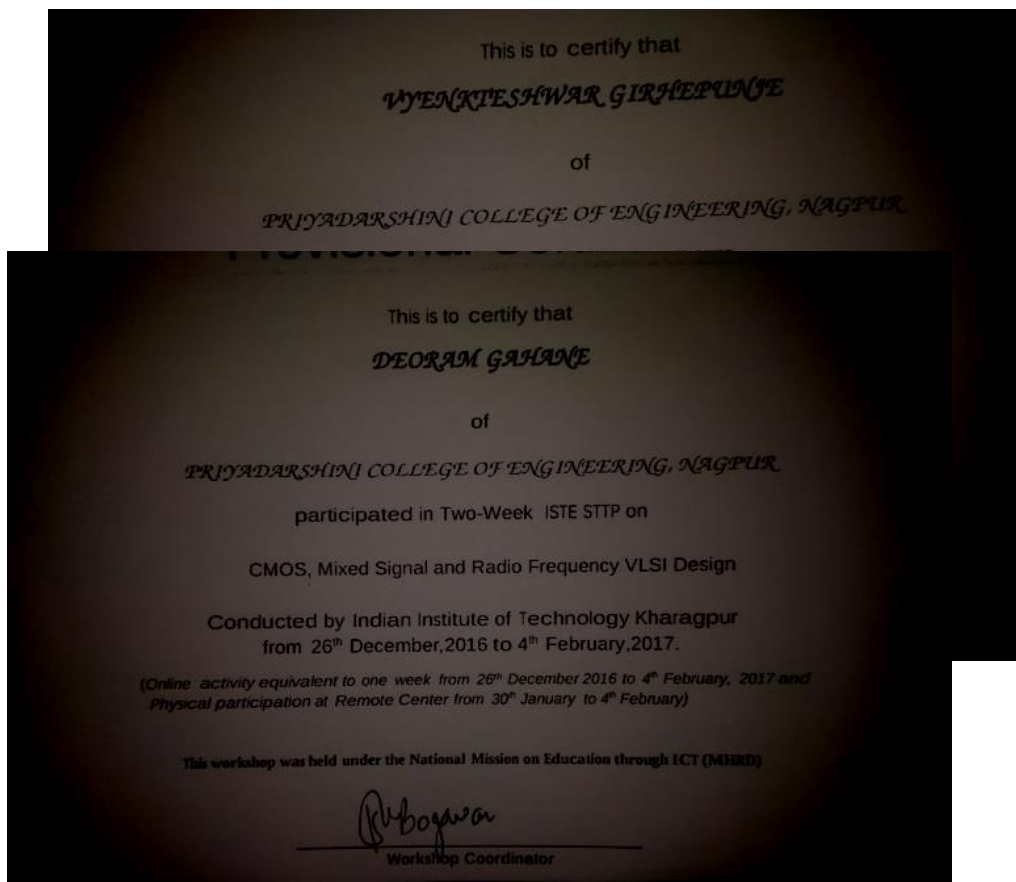 This is to certify that
VYENKTESHWAR GIRHEPUNJE
of
PRIYADARSHINI COLLEGE OF ENGINEERING, NAGPUR
This is to certify that
DEORAM GAHANE
of
PRIYADARSHINI COLLEGE OF ENGINEERING, NAGPUR
participated in Two-Week ISTE STTP on
CMOS, Mixed Signal and Radio Frequency VLSI Design
Conducted by Indian Institute of Technology Kharagpur
from 26th December,2016 to 4th February,2017.
(Online activity equivalent to one week from 26th December 2016 to 4th February, 2017 and
Physical participation at Remote Center from 30th January to 4th February)
This workshop was held under the National Mission on Education through ICT (MHRD)
Workshop Coordinator